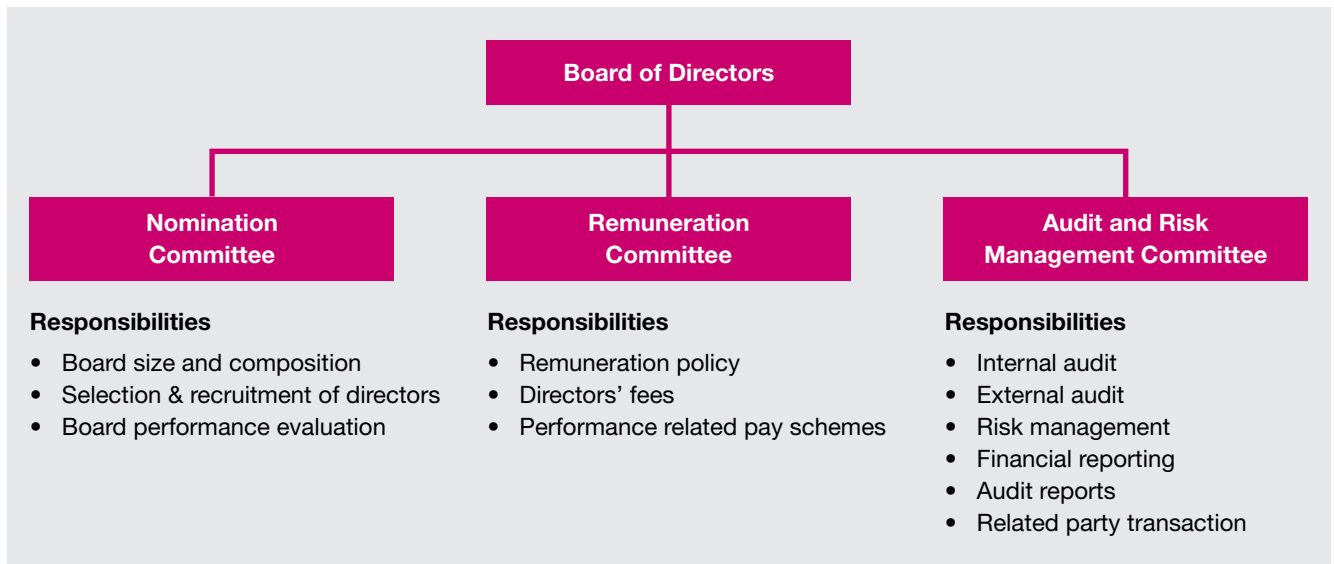 Board of Directors
Nomination
Committee
Responsibilities
• Board size and composition
• Selection & recruitment of directors
• Board performance evaluation
Remuneration
Committee
Responsibilities
• Remuneration policy
• Directors’ fees
• Performance related pay schemes
Audit and Risk
Management Committee
Responsibilities
• Internal audit
• External audit
• Risk management
• Financial reporting
• Audit reports
• Related party transaction